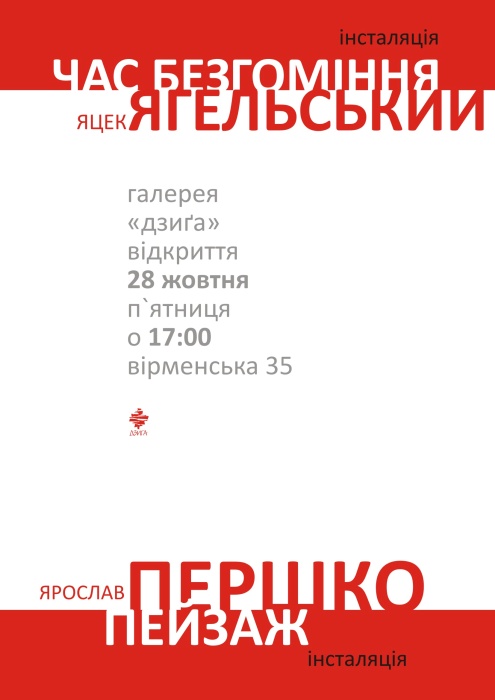 інсталяція
ЧАС БЕЗГОМІННЯ
ЯЦЕК ЯГЕЛЬСЬКИЙ
галерея
«дзиґа»
відкриття
28 жовтня
п`ятниця
о 17:00
вірменська 35
ДЗИҐА
ЯРОСЛАВ ПЕРШКО
ПЕЙЗАЖ
інсталяція